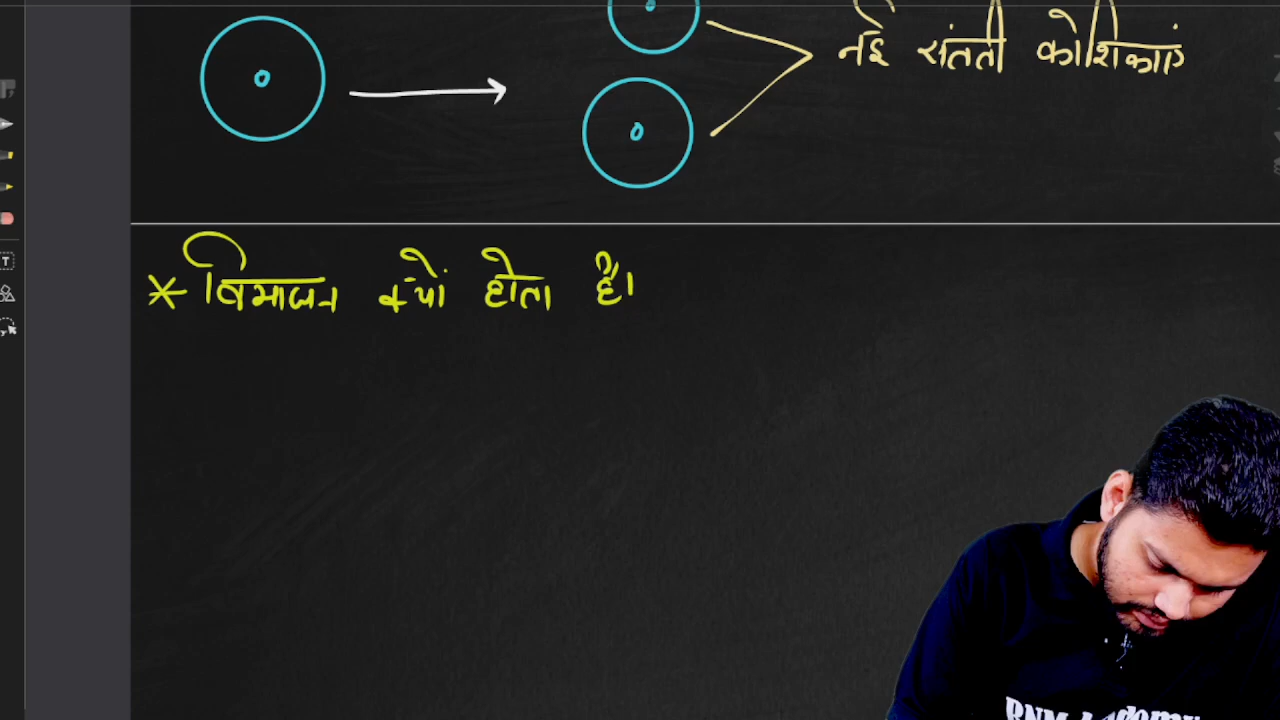 नई संतती कोशिकाएं
* विभाजन क्यों होता है।